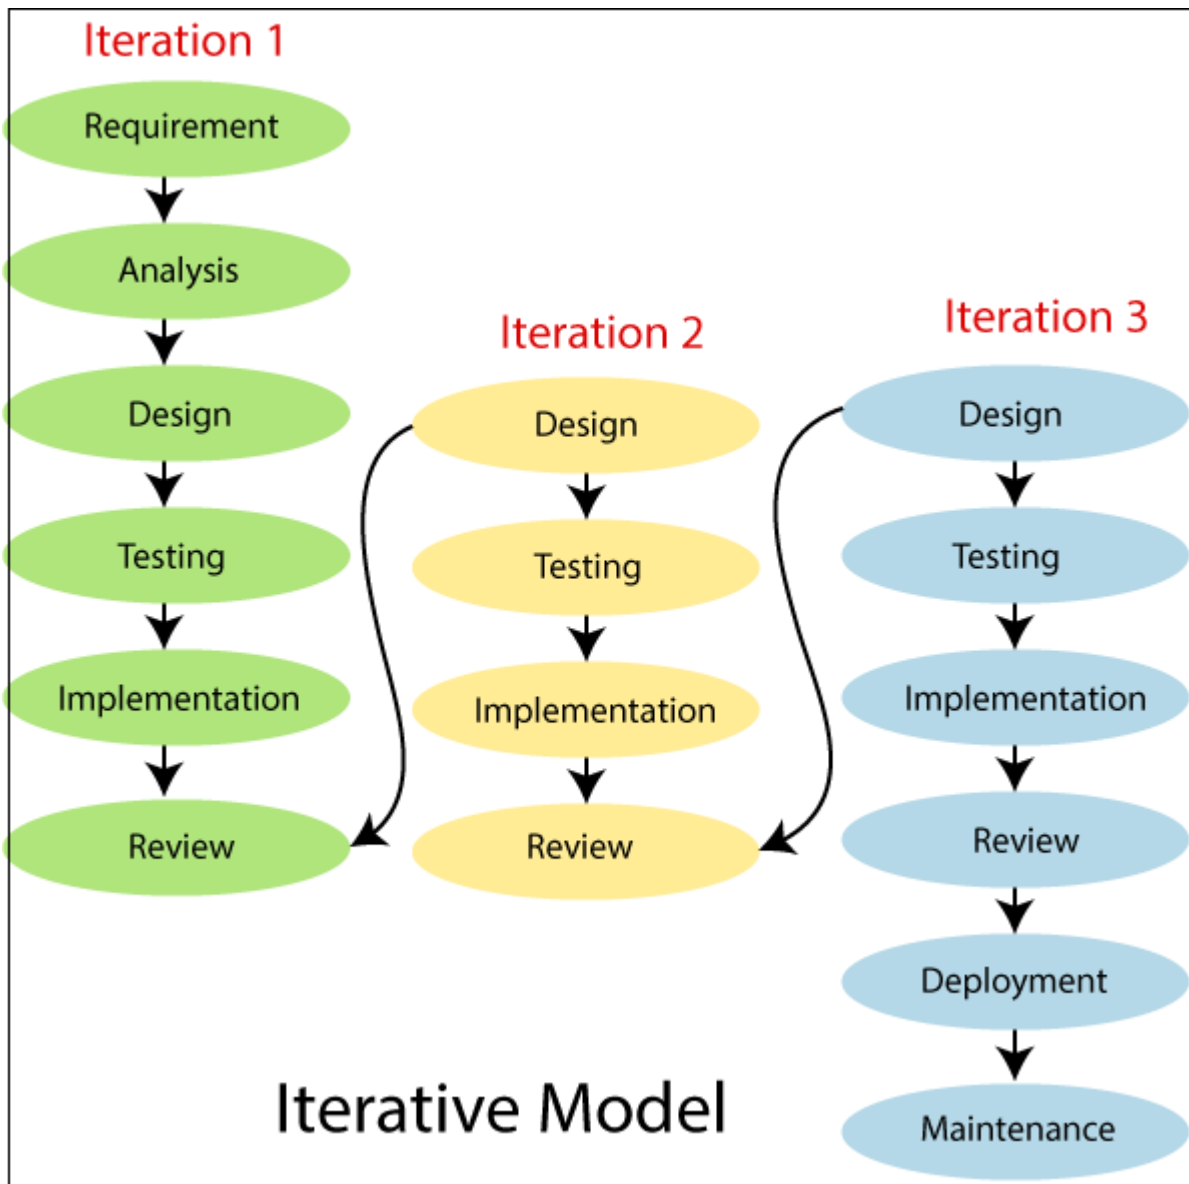 Iteration 1
Requirement
Analysis
Design
Testing
Implementation
Review
Iteration 2
Design
Testing
Implementation
Review
Iteration 3
Design
Testing
Implementation
Review
Deployment
Maintenance
Iterative Model